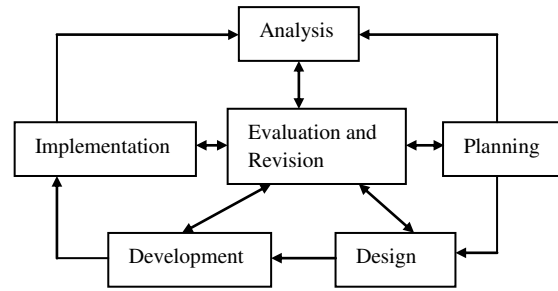 Analysis
Implementation
Evaluation and
Revision
Planning
Development
Design